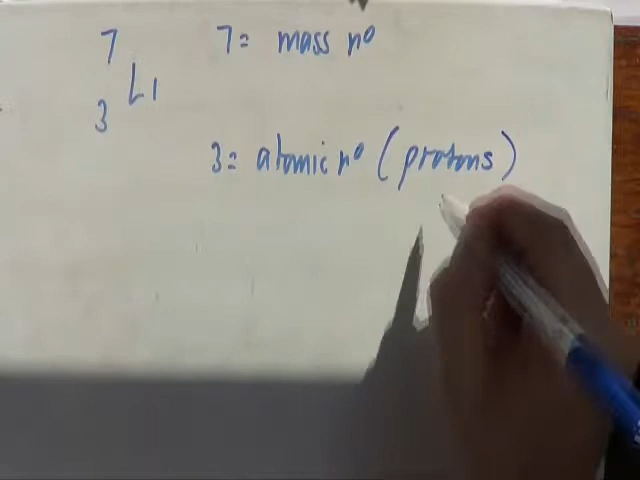 7 7= mass nº
Li
3
3= atomic nº (protons)